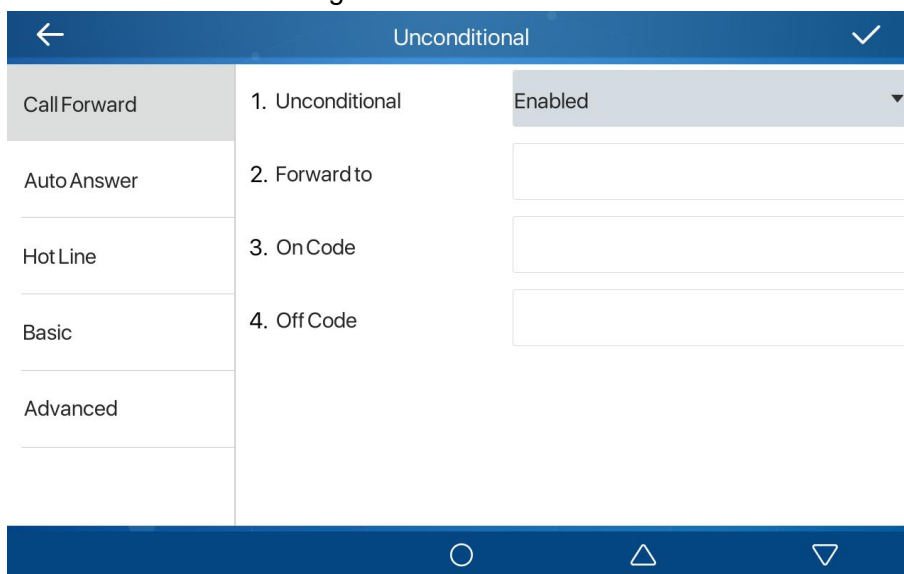 Unconditional
Call Forward
Auto Answer
Hot Line
Basic
Advanced
1. Unconditional Enabled
2. Forward to
3. On Code
4. Off Code